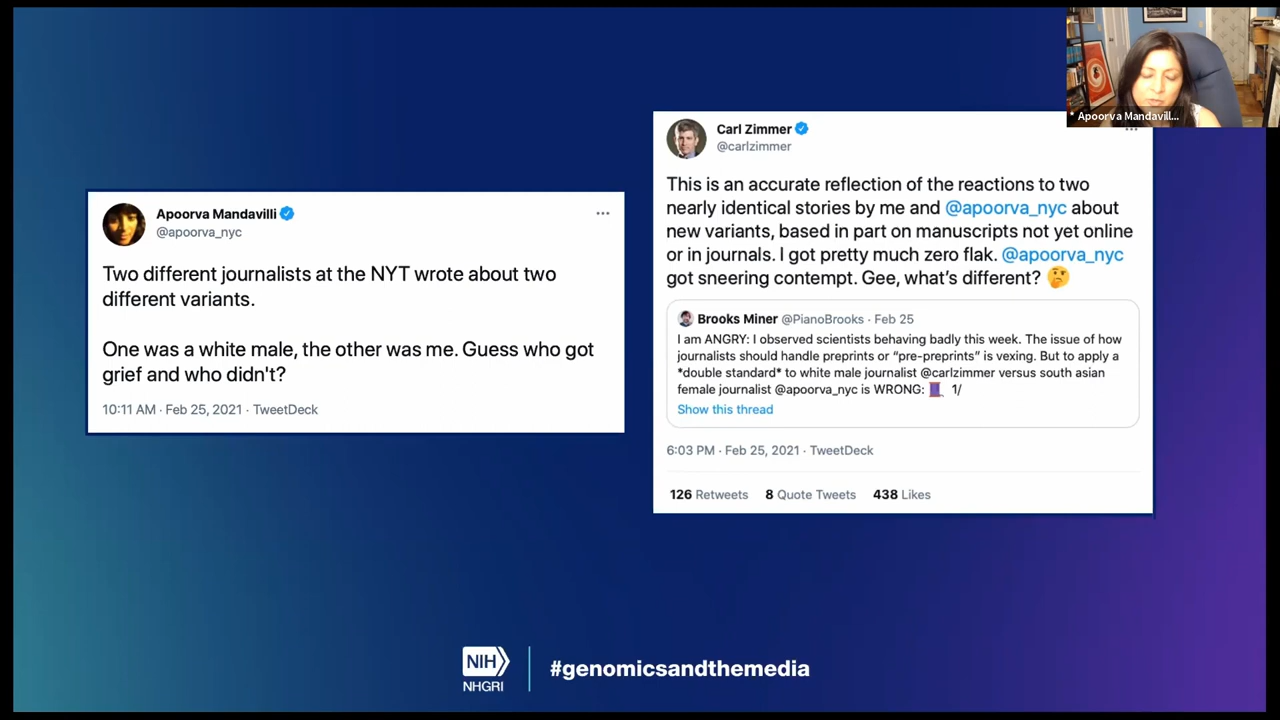 Apoorva Mandavilli
@apoorva_nyc
Two different journalists at the NYT wrote about two
different variants.
One was a white male, the other was me. Guess who got
grief and who didn't?
10:11 AM · Feb 25, 2021 · TweetDeck
* Apoorva Mandavill...
Carl Zimmer
@carlzimmer
This is an accurate reflection of the reactions to two
nearly identical stories by me and @apoorva_nyc about
new variants, based in part on manuscripts not yet online
or in journals. I got pretty much zero flak. @apoorva_nyc
got sneering contempt. Gee, what’s different? 🤔
Brooks Miner @PianoBrooks · Feb 25
I am ANGRY: I observed scientists behaving badly this week. The issue of how
journalists should handle preprints or “pre-preprints” is vexing. But to apply a
*double standard* to white male journalist @carlzimmer versus south asian
female journalist @apoorva_nyc is WRONG: 🧵 1/
Show this thread
6:03 PM · Feb 25, 2021 · TweetDeck
126 Retweets 8 Quote Tweets 438 Likes
NIH
NHGRI
#genomicsandthemedia